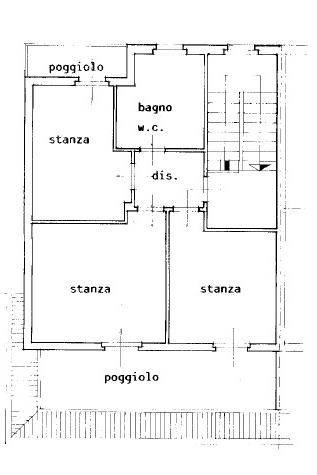 poggiolo
bagno
w.c.
stanza
dis.
stanza
stanza
poggiolo